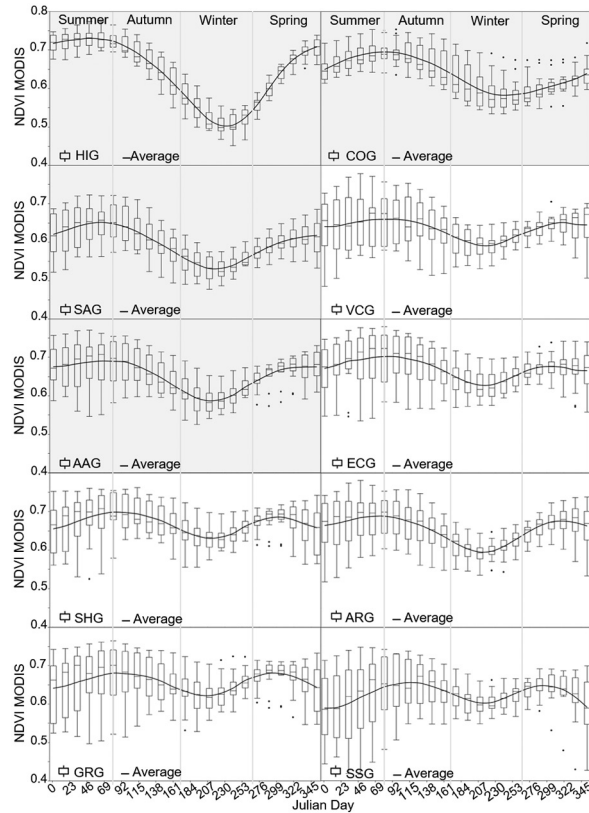 Summer Autumn Winter Spring Summer Autumn Winter Spring
NDVI MODIS 0.8 0.7 0.6 0.5 0.4
HIG –Average COG –Average
NDVI MODIS 0.7 0.6 0.5 0.4
SAG – Average VCG –Average
NDVI MODIS 0.7 0.6 0.5 0.4
AAG – Average ECG – Average
NDVI MODIS 0.7 0.6 0.5
SHG – Average ARG – Average
NDVI MODIS 0.7 0.6 0.5 0.4
GRG – Average SSG – Average
0 23 46 69 92 115 138 161 184 207 230 253 276 299 322 345 0 23 46 69 92 115 138 161 184 207 230 253 276 299 322 345
Julian Day